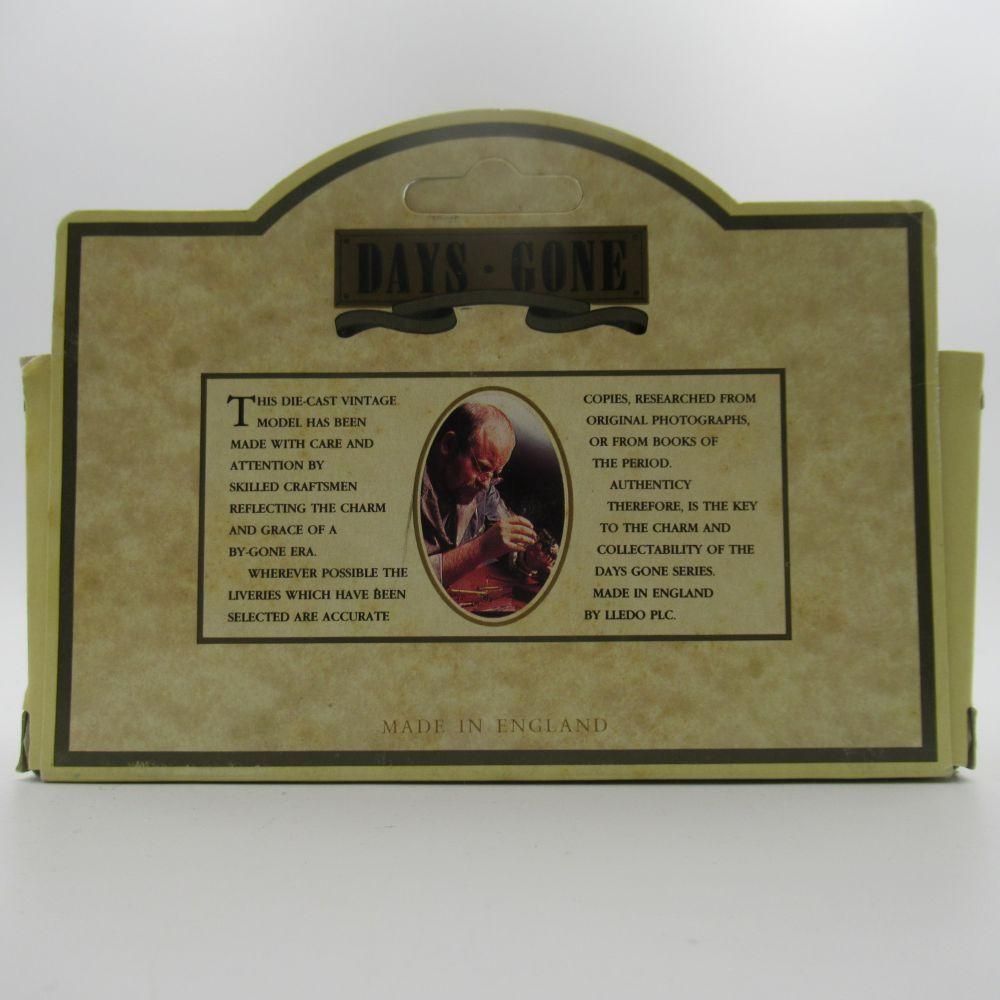 DAYS · GONE
THIS DIE-CAST VINTAGE
MODEL HAS BEEN
MADE WITH CARE AND
ATTENTION BY
SKILLED CRAFTSMEN
REFLECTING THE CHARM
AND GRACE OF A
BY-GONE ERA.
WHEREVER POSSIBLE THE
LIVERIES WHICH HAVE BEEN
SELECTED ARE ACCURATE
COPIES, RESEARCHED FROM
ORIGINAL PHOTOGRAPHS,
OR FROM BOOKS OF
THE PERIOD.
AUTHENTICY
THEREFORE, IS THE KEY
TO THE CHARM AND
COLLECTABILITY OF THE
DAYS GONE SERIES.
MADE IN ENGLAND
BY LLEDO PLC.
MADE IN ENGLAND